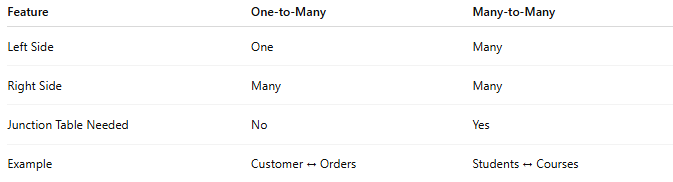 Feature One-to-Many Many-to-Many
Left Side One Many
Right Side Many Many
Junction Table Needed No Yes
Example Customer ↔ Orders Students ↔ Courses